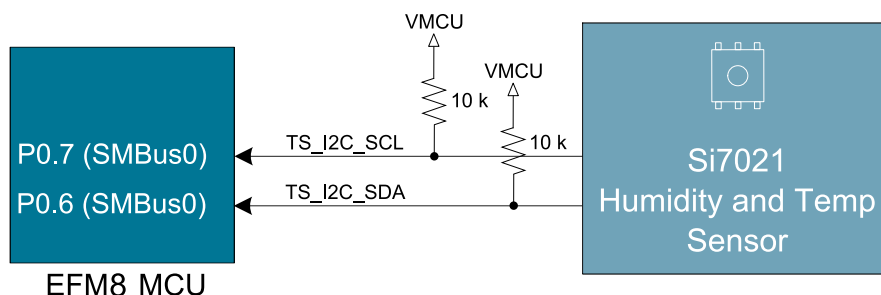 VMCU
VMCU
10 k
10 k
TS_I2C_SCL
P0.7 (SMBus0)
TS_I2C_SDA
P0.6 (SMBus0)
Si7021
Humidity and Temp
Sensor
EFM8 MCU